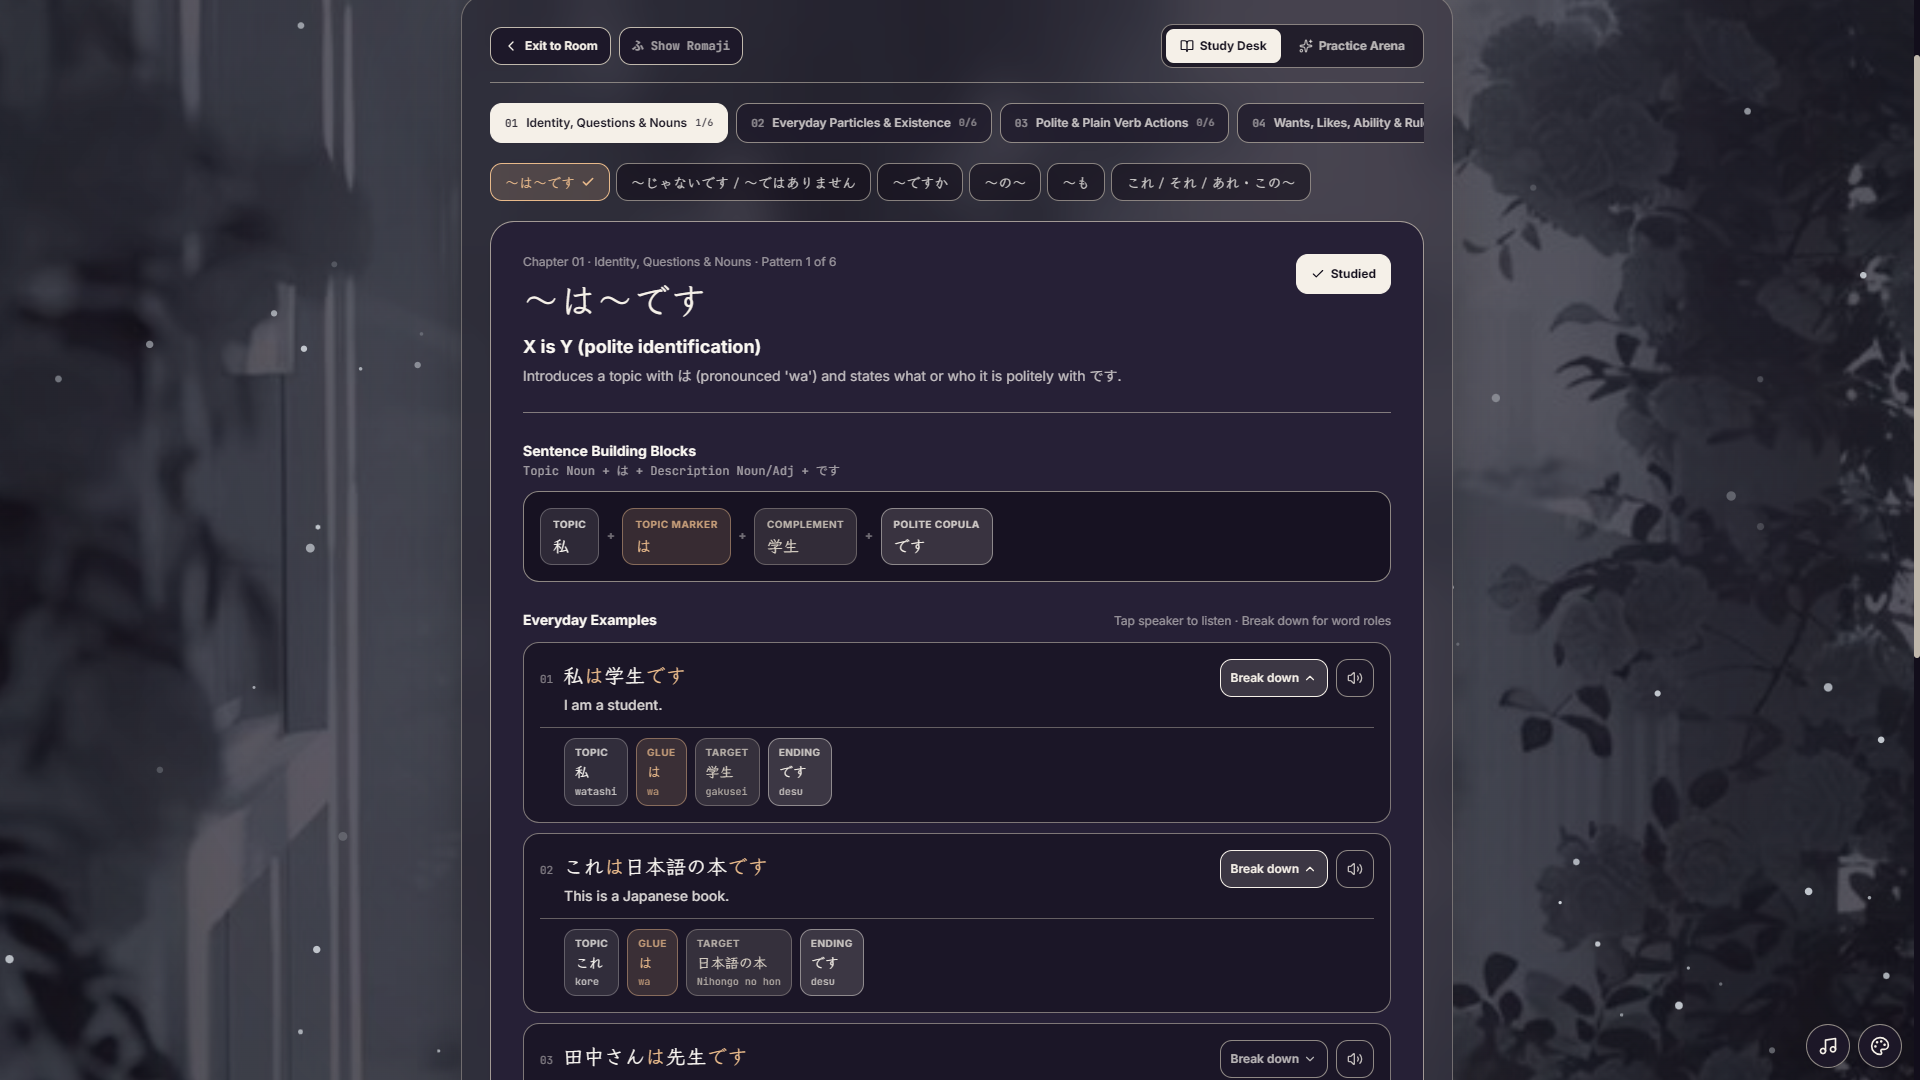 Exit to Room
ふ Show Romaji
Study Desk
Practice Arena
01 Identity, Questions & Nouns 1/6
02 Everyday Particles & Existence 0/6
03 Polite & Plain Verb Actions 0/6
04 Wants, Likes, Ability &
～は～です
～じゃないです / ～ではありません
～ですか
～の～
～も
これ / それ / あれ・この～
Chapter 01 · Identity, Questions & Nouns · Pattern 1 of 6
Studied
～は～です
X is Y (polite identification)
Introduces a topic with は (pronounced 'wa') and states what or who it is politely with です.
Sentence Building Blocks
Topic Noun + は + Description Noun/Adj + です
TOPIC
私
+
TOPIC MARKER
は
+
COMPLEMENT
学生
+
POLITE COPULA
です
Everyday Examples
Tap speaker to listen · Break down for word roles
01 私は学生です
Break down
I am a student.
TOPIC
私
watashi
GLUE
は
wa
TARGET
学生
gakusei
ENDING
です
desu
02 これは日本語の本です
Break down
This is a Japanese book.
TOPIC
これ
kore
GLUE
は
wa
TARGET
日本語の本
Nihongo no hon
ENDING
です
desu
03 田中さんは先生です
Break down